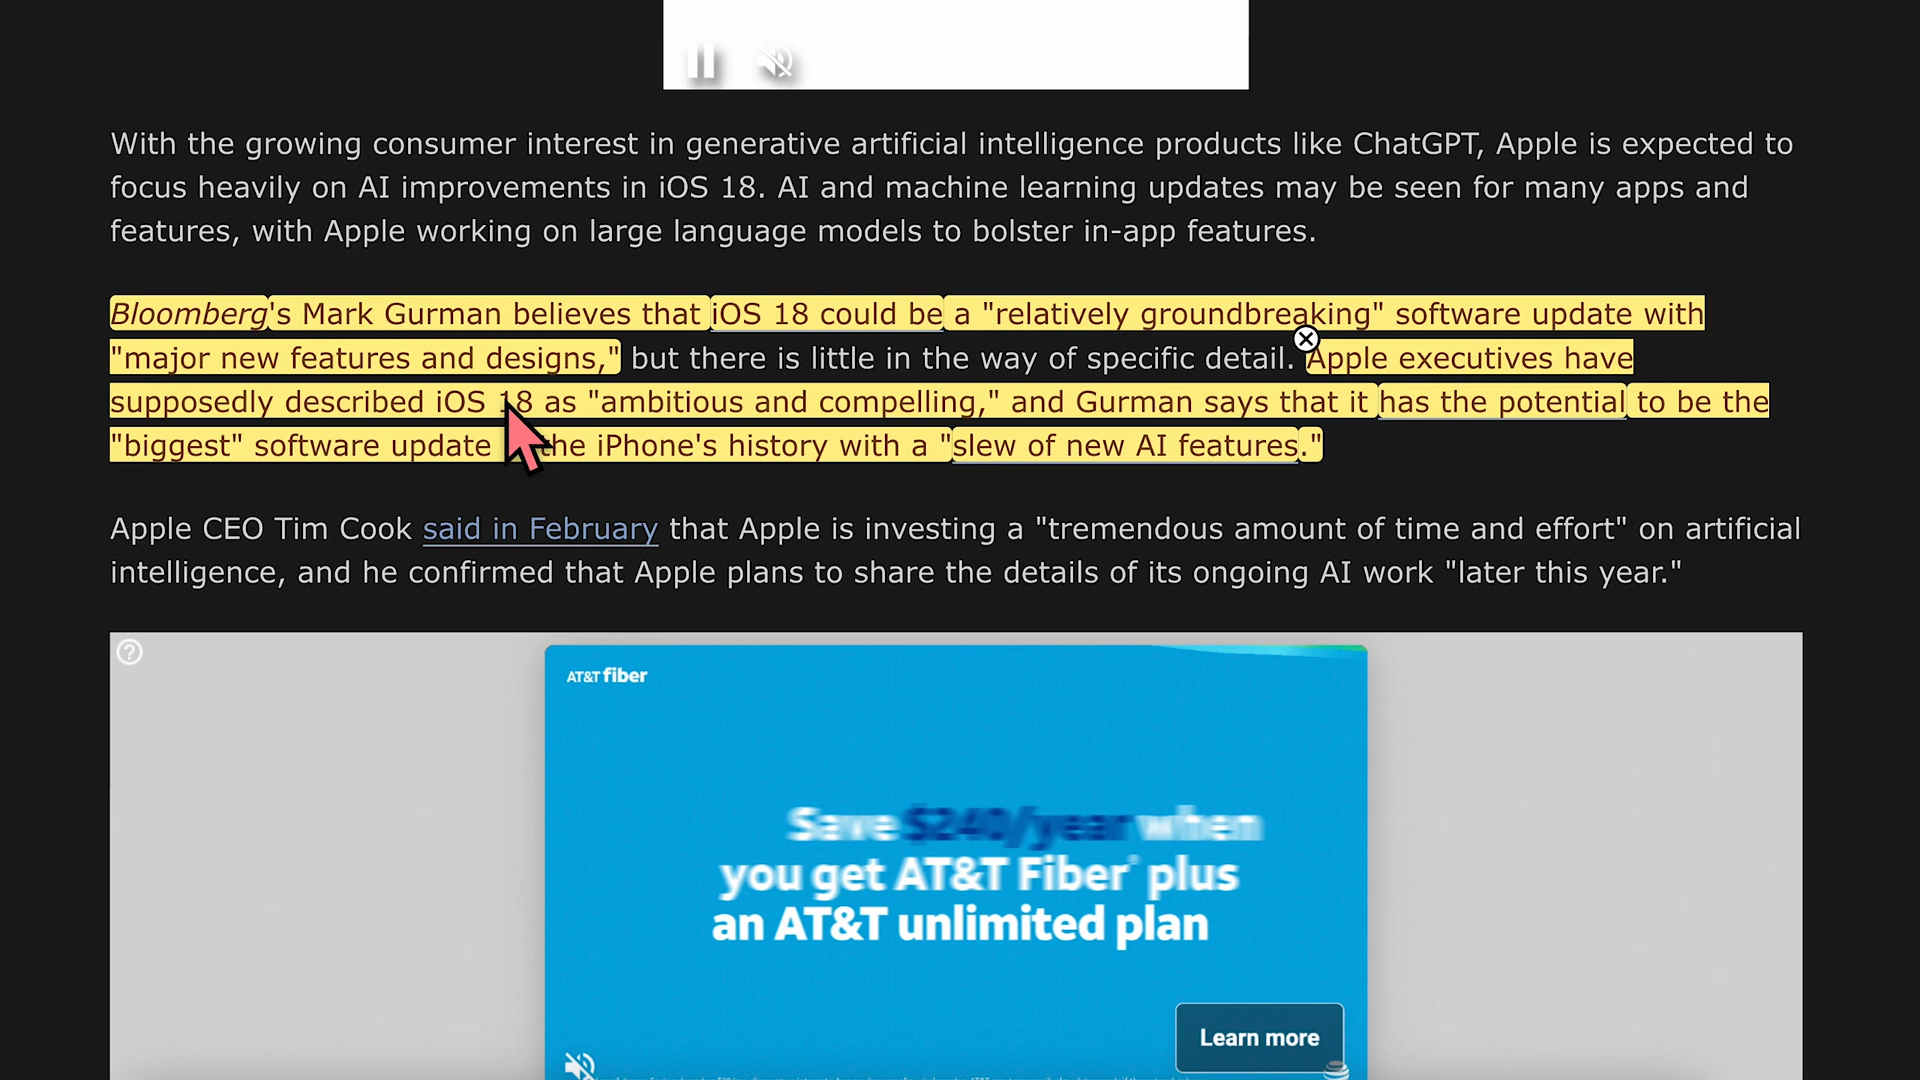 With the growing consumer interest in generative artificial intelligence products like ChatGPT, Apple is expected to
focus heavily on AI improvements in iOS 18. AI and machine learning updates may be seen for many apps and
features, with Apple working on large language models to bolster in-app features.
Bloomberg's Mark Gurman believes that iOS 18 could be a "relatively groundbreaking" software update with
"major new features and designs," but there is little in the way of specific detail. Apple executives have
supposedly described iOS 18 as "ambitious and compelling," and Gurman says that it has the potential to be the
"biggest" software update the iPhone's history with a "slew of new AI features."
Apple CEO Tim Cook said in February that Apple is investing a "tremendous amount of time and effort" on artificial
intelligence, and he confirmed that Apple plans to share the details of its ongoing AI work "later this year."
AT&T fiber
Save $240/year when
you get AT&T Fiber® plus
an AT&T unlimited plan
Learn more